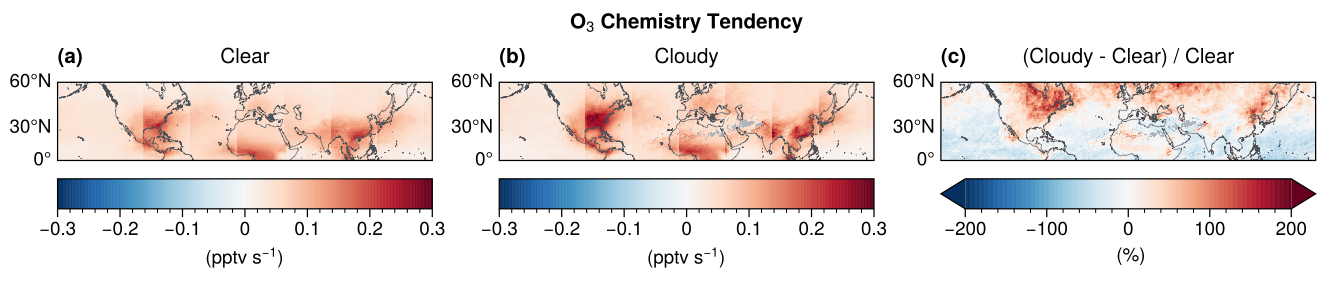 O₃ Chemistry Tendency
(a) Clear
60°N
30°N
0°
−0.3 −0.2 −0.1 0 0.1 0.2 0.3
(pptv s⁻¹)
(b) Cloudy
60°N
30°N
0°
−0.3 −0.2 −0.1 0 0.1 0.2 0.3
(pptv s⁻¹)
(c) (Cloudy - Clear) / Clear
60°N
30°N
0°
−200 −100 0 100 200
(%)